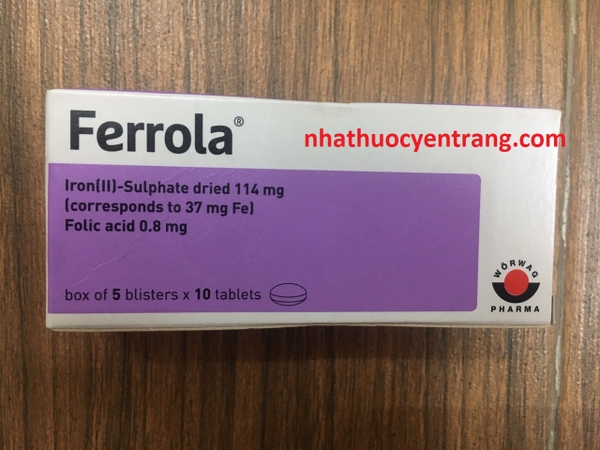 Ferrola®
nhathuocyentrang.com
Iron(II)-Sulphate dried 114 mg
(corresponds to 37 mg Fe)
Folic acid 0.8 mg
box of 5 blisters x 10 tablets
WÖRWAG
PHARMA